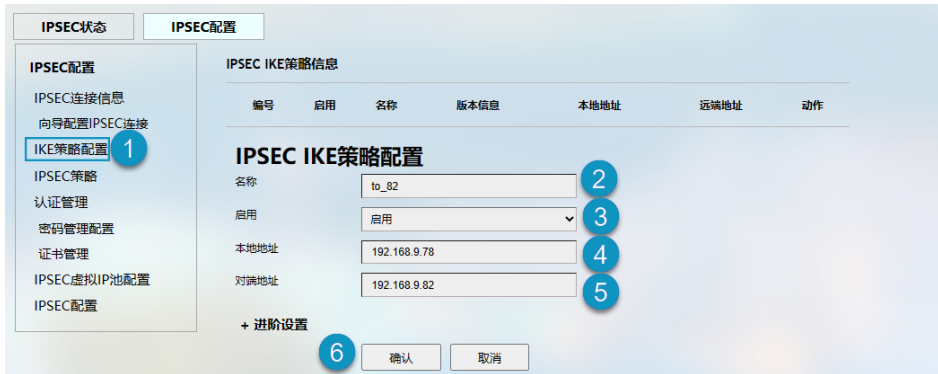 IPSEC状态 IPSEC配置
IPSEC配置
IPSEC连接信息
向导配置IPSEC连接
IKE策略配置 1
IPSEC策略
认证管理
密码管理配置
证书管理
IPSEC虚拟IP池配置
IPSEC配置
IPSEC IKE策略信息
编号 启用 名称 版本信息 本地地址 远端地址 动作
IPSEC IKE策略配置
名称 to_82 2
启用 启用 3
本地地址 192.168.9.78 4
对端地址 192.168.9.82 5
+ 进阶设置
6 确认 取消